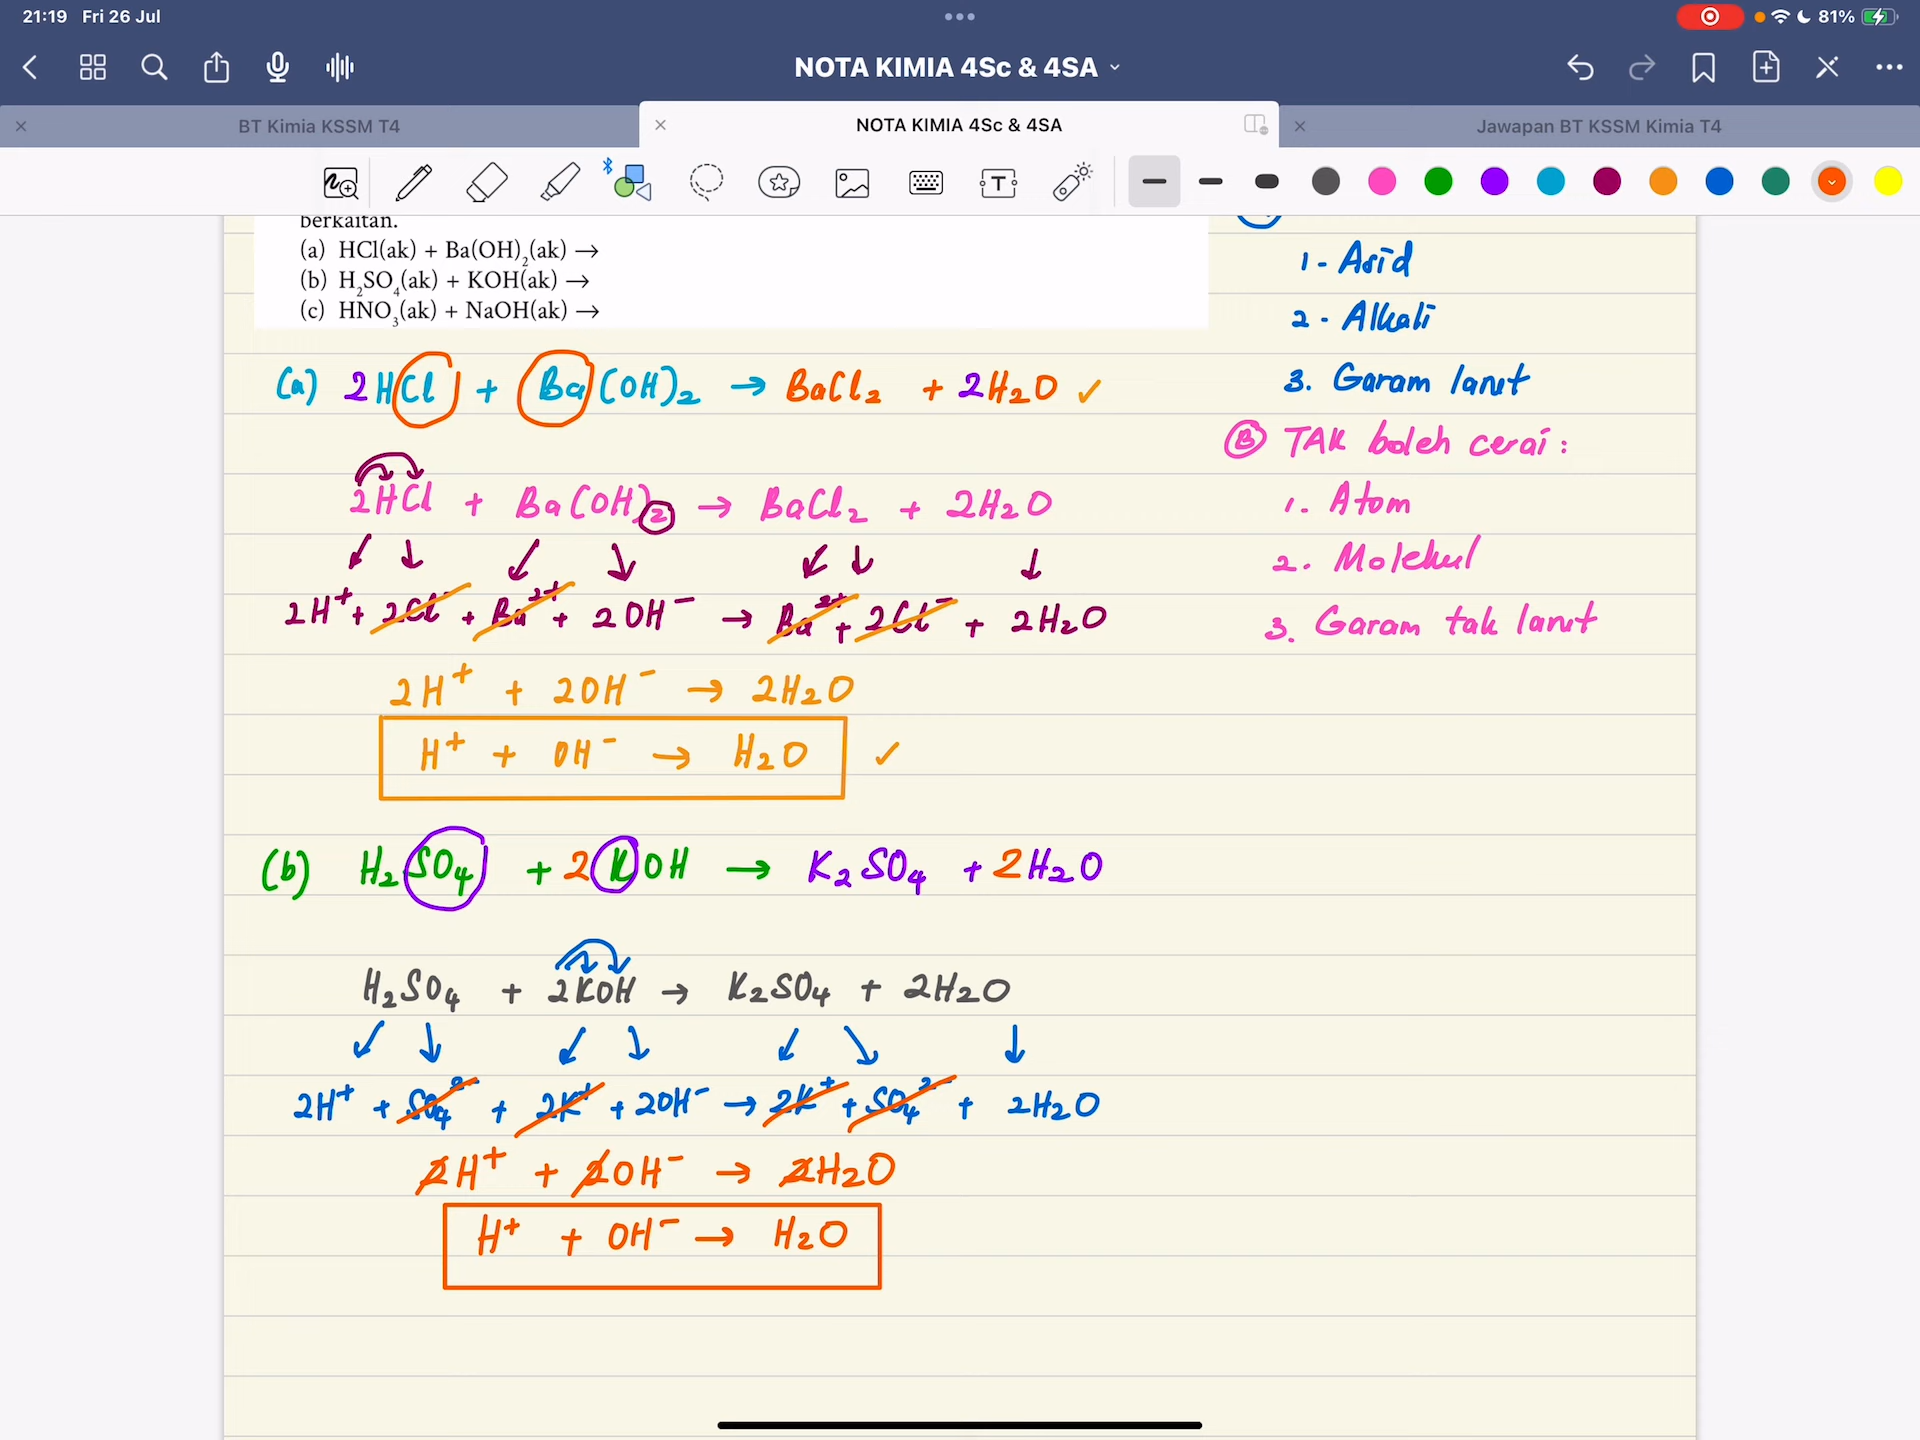 21:19 Fri 26 Jul
81%
NOTA KIMIA 4Sc & 4SA
BT Kimia KSSM T4
NOTA KIMIA 4Sc & 4SA
Jawapan BT KSSM Kimia T4
berkaitan.
(a) HCl(ak) + Ba(OH)₂(ak) →
(b) H₂SO₄(ak) + KOH(ak) →
(c) HNO₃(ak) + NaOH(ak) →
1 - Asid
2 - Alkali
3. Garam larut
Ⓑ TAK boleh cerai :
1. Atom
2. Molekul
3. Garam tak larut
(a) 2HCl + Ba(OH)₂ → BaCl₂ + 2H₂O ✓
2HCl + Ba(OH)₂ → BaCl₂ + 2H₂O
2H⁺ + 2Cl⁻ + Ba²⁺ + 2OH⁻ → Ba²⁺ + 2Cl⁻ + 2H₂O
2H⁺ + 2OH⁻ → 2H₂O
H⁺ + OH⁻ → H₂O ✓
(b) H₂SO₄ + 2KOH → K₂SO₄ + 2H₂O
H₂SO₄ + 2KOH → K₂SO₄ + 2H₂O
2H⁺ + SO₄²⁻ + 2K⁺ + 2OH⁻ → 2K⁺ + SO₄²⁻ + 2H₂O
2H⁺ + 2OH⁻ → 2H₂O
H⁺ + OH⁻ → H₂O